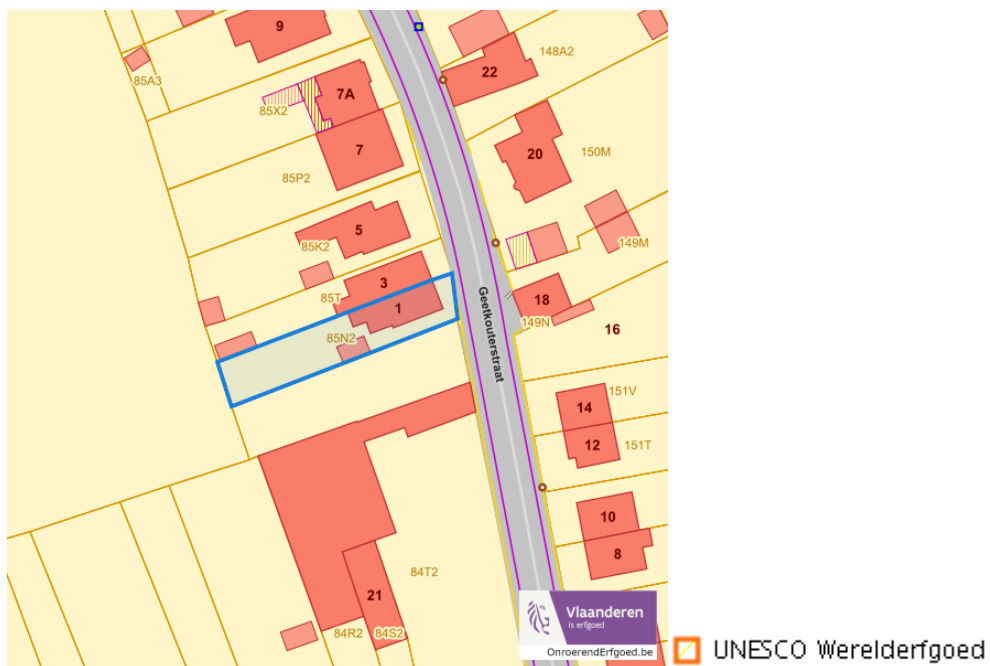 9
148A2
85A3
22
7A
85X2
7
20
150M
85P2
5
85K2
149M
3
85T
18
1
Geetkouterstraat
149N
16
85N2
151V
14
12
151T
10
8
84T2
21
84R2
84S2
Vlaanderen
is erfgoed
OnroerendErfgoed.be
UNESCO Werelderfgoed